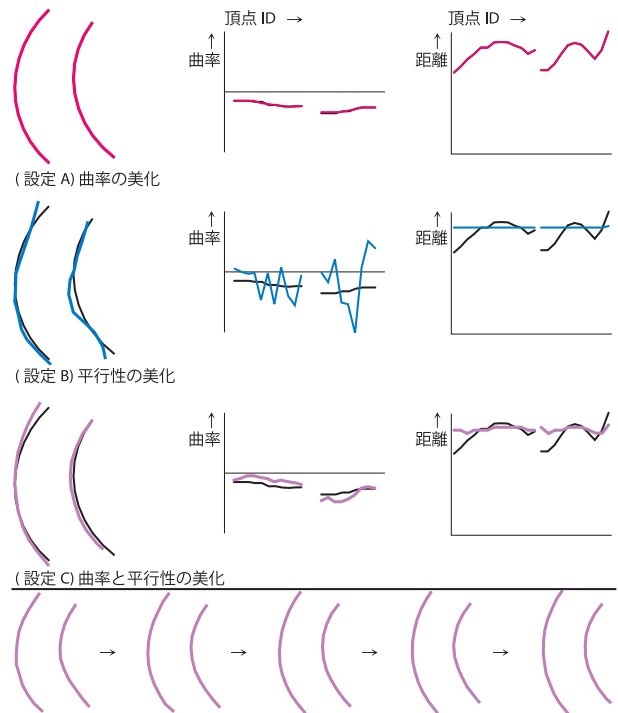 頂点 ID →
↑
曲率
頂点 ID →
↑
距離
( 設定 A) 曲率の美化
↑
曲率
↑
距離
( 設定 B) 平行性の美化
↑
曲率
↑
距離
( 設定 C) 曲率と平行性の美化
→ → → →